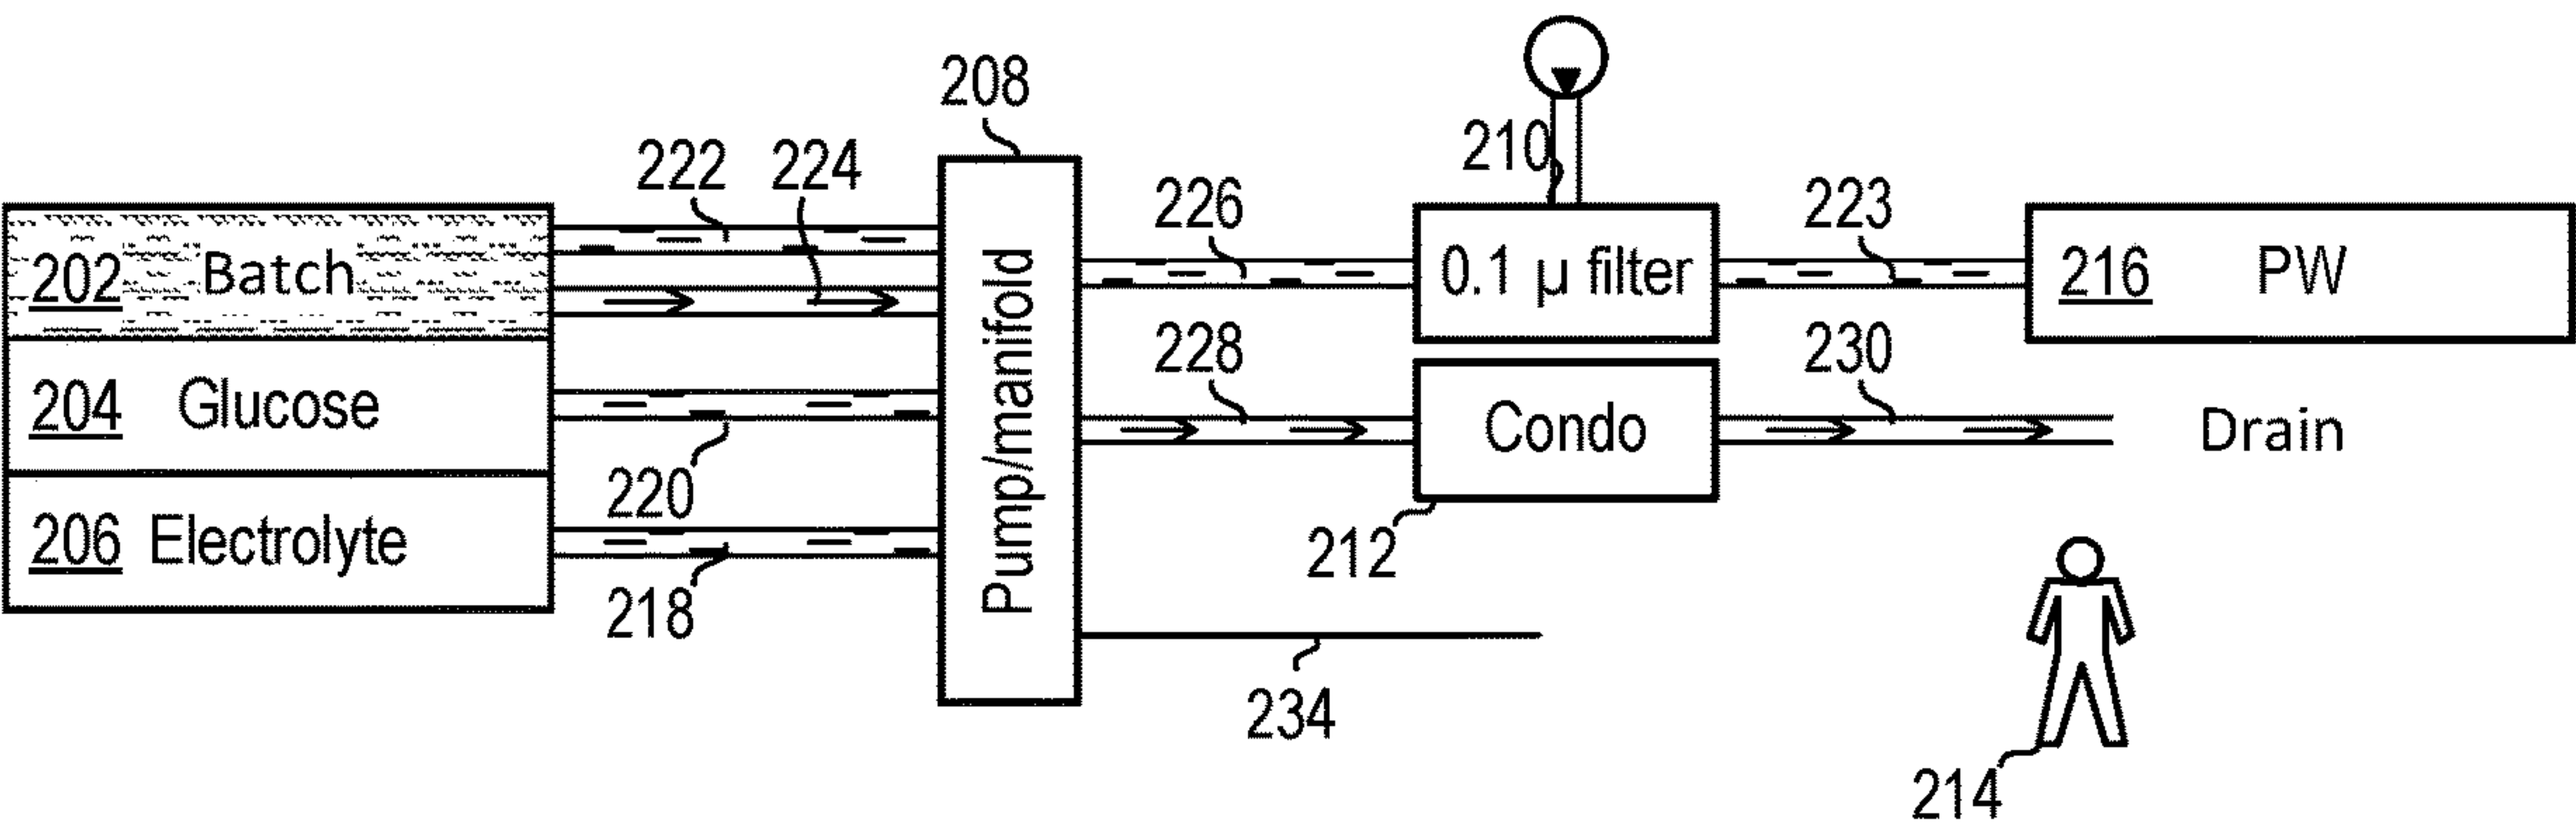 208
222 224
210
226
223
202 Batch
0.1 µ filter
216 PW
Pump/manifold
228
230
204 Glucose
Condo
Drain
220
206 Electrolyte
212
218
234
214